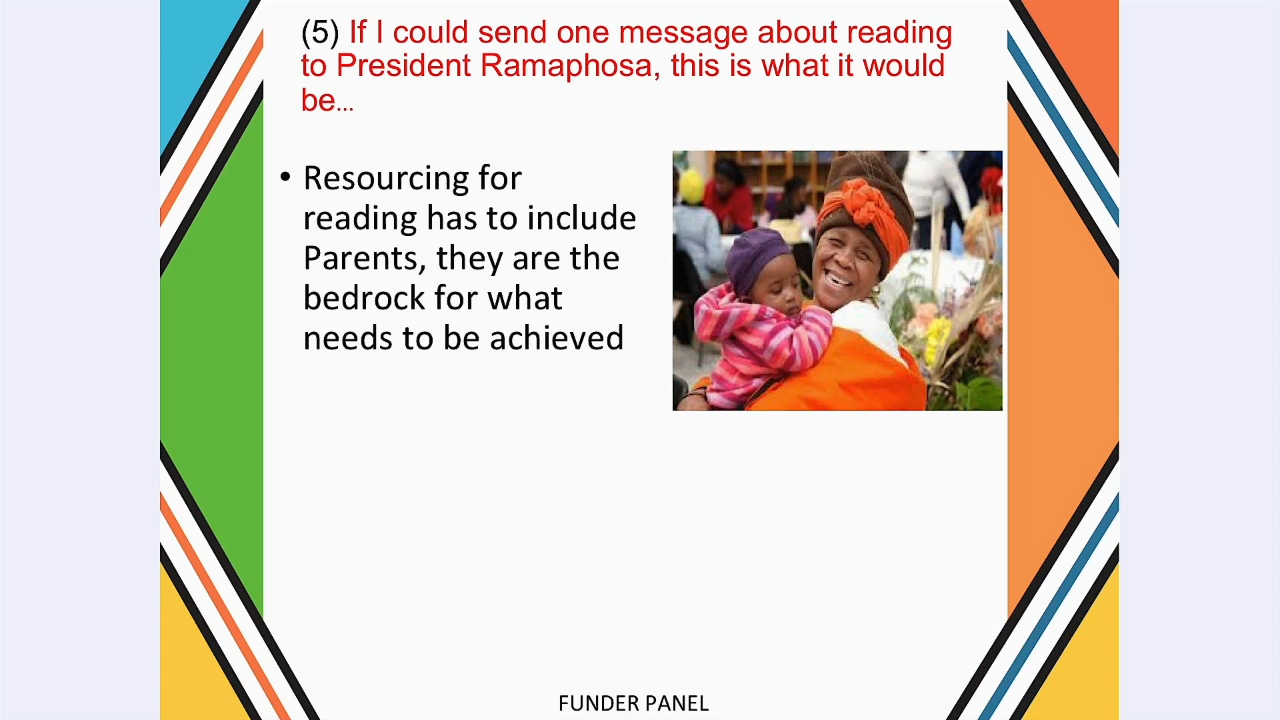 (5) If I could send one message about reading
to President Ramaphosa, this is what it would
be...
• Resourcing for
reading has to include
Parents, they are the
bedrock for what
needs to be achieved
FUNDER PANEL